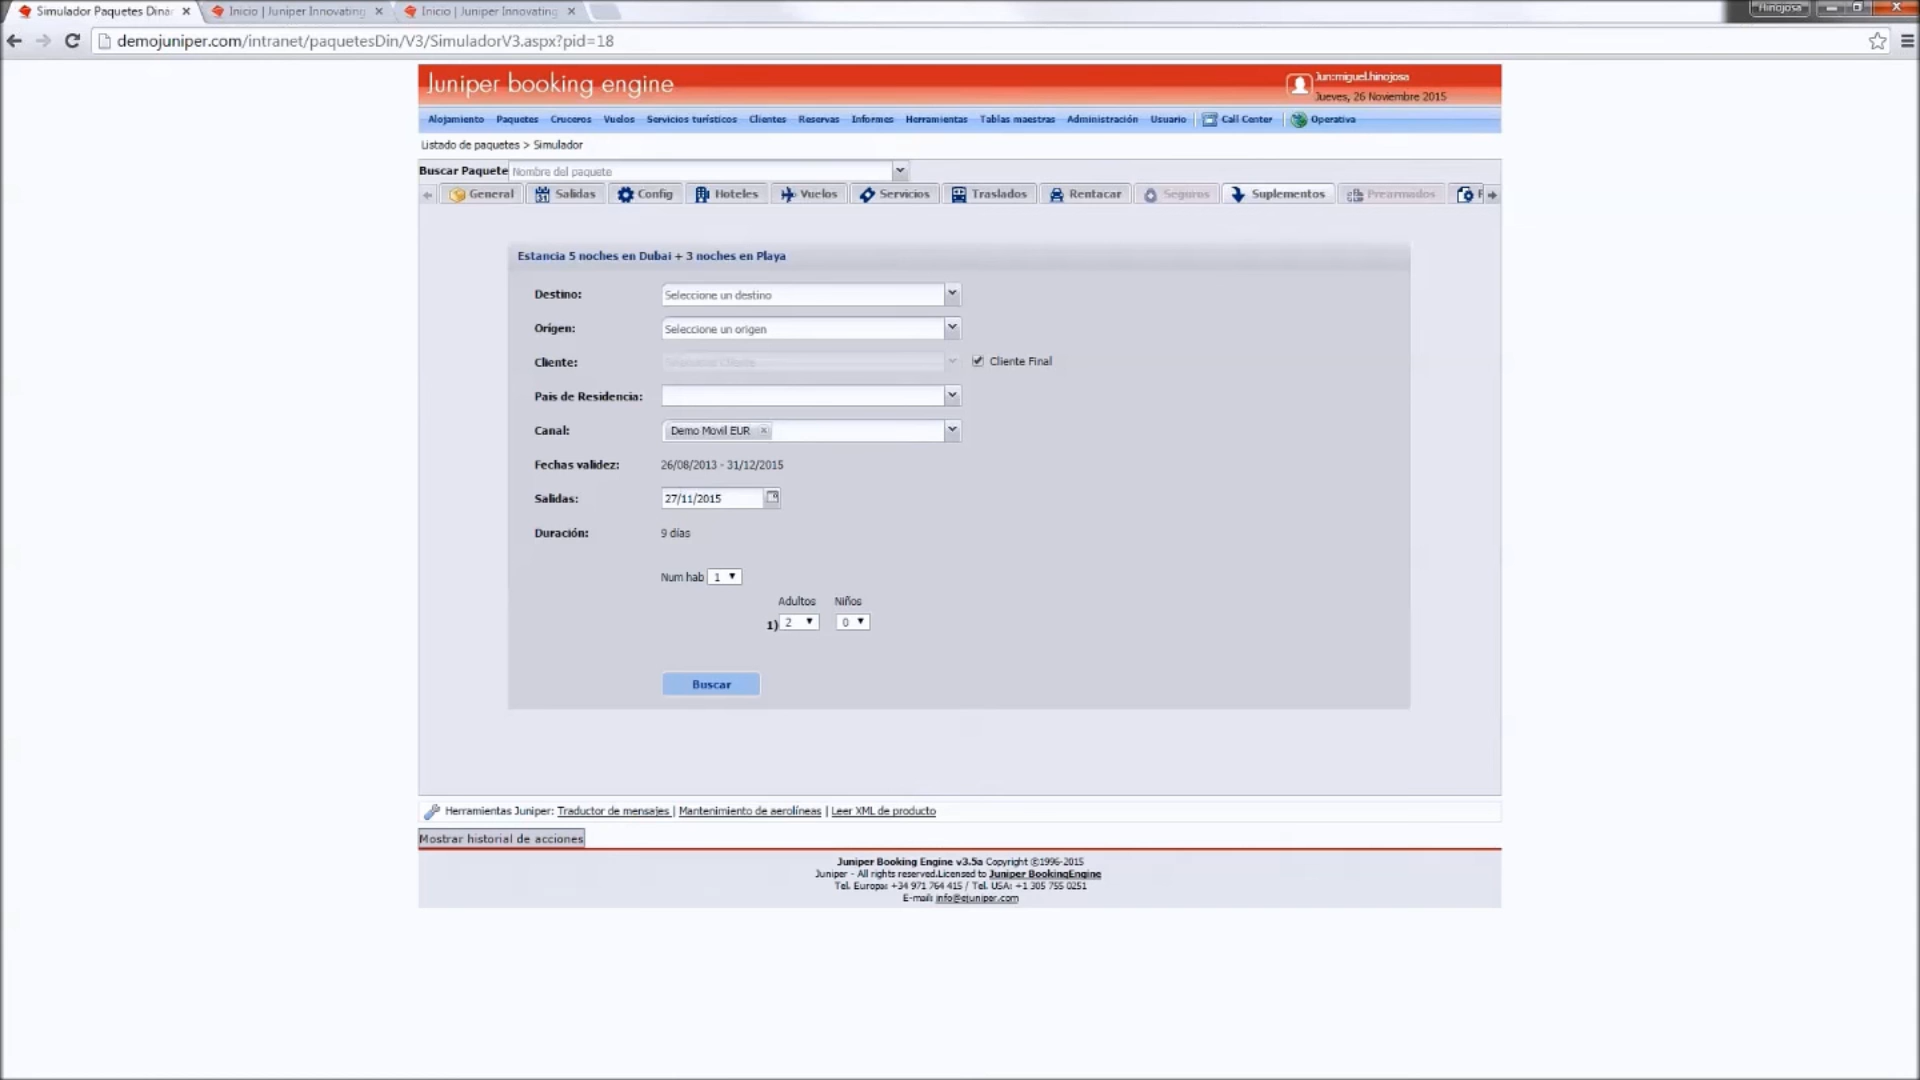 Simulador Paquetes Diná
Inicio | Juniper Innovating
Inicio | Juniper Innovating
Hinojosa
demojuniper.com/intranet/paquetesDin/V3/SimuladorV3.aspx?pid=18
Juniper booking engine
Jun:miguel.hinojosa
Jueves, 26 Noviembre 2015
Alojamiento Paquetes Cruceros Vuelos Servicios turísticos Clientes Reservas Informes Herramientas Tablas maestras Administración Usuario Call Center Operativa
Listado de paquetes > Simulador
Buscar Paquete Nombre del paquete
General Salidas Config Hoteles Vuelos Servicios Traslados Rentacar Seguros Suplementos Prearmados
Estancia 5 noches en Dubai + 3 noches en Playa
Destino: Seleccione un destino
Origen: Seleccione un origen
Cliente: Cliente Final
País de Residencia:
Canal: Demo Movil EUR
Fechas validez: 26/08/2013 - 31/12/2015
Salidas: 27/11/2015
Duración: 9 días
Num hab 1
Adultos Niños
1) 2 0
Buscar
Herramientas Juniper: Traductor de mensajes | Mantenimiento de aerolíneas | Leer XML de producto
Mostrar historial de acciones
Juniper Booking Engine v3.5a Copyright ©1996-2015
Juniper - All rights reserved.Licensed to Juniper BookingEngine
Tel. Europa: +34 971 764 415 / Tel. USA: +1 305 755 0251
E-mail: info@ejuniper.com